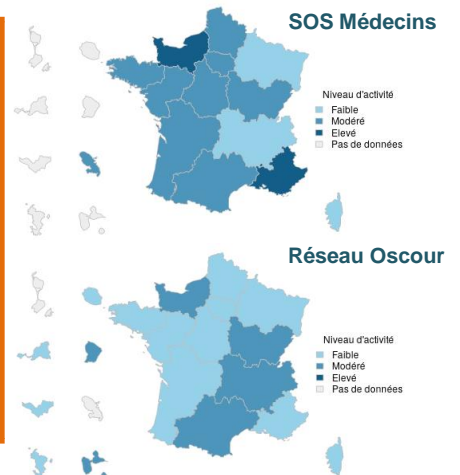 SOS Médecins
Niveau d'activité
Faible
Modéré
Elevé
Pas de données
Réseau Oscour
Niveau d'activité
Faible
Modéré
Elevé
Pas de données